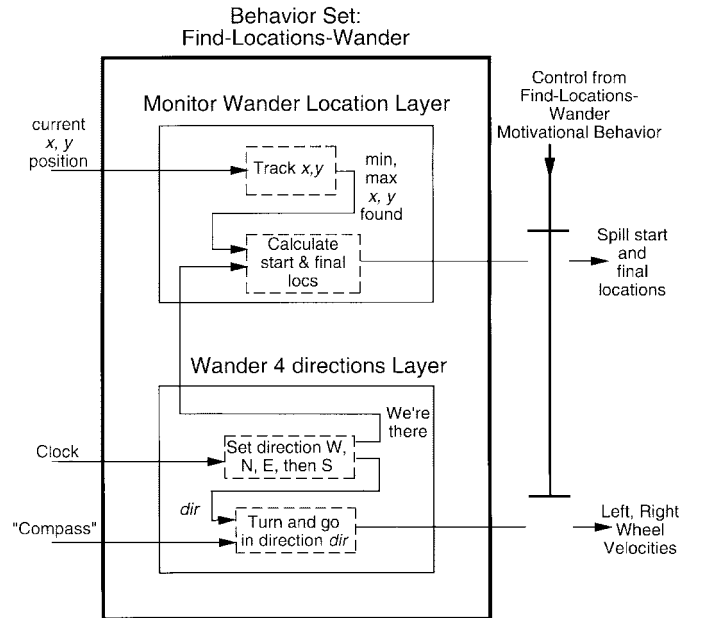 Behavior Set:
Find-Locations-Wander
Control from
Find-Locations-
Wander
Motivational Behavior
Monitor Wander Location Layer
current
x, y
position
Track x,y
min,
max
x, y
found
Calculate
start & final
locs
Spill start
and
final
locations
Wander 4 directions Layer
We're
there
Clock
Set direction W,
N, E, then S
dir
"Compass"
Turn and go
in direction dir
Left, Right
Wheel
Velocities